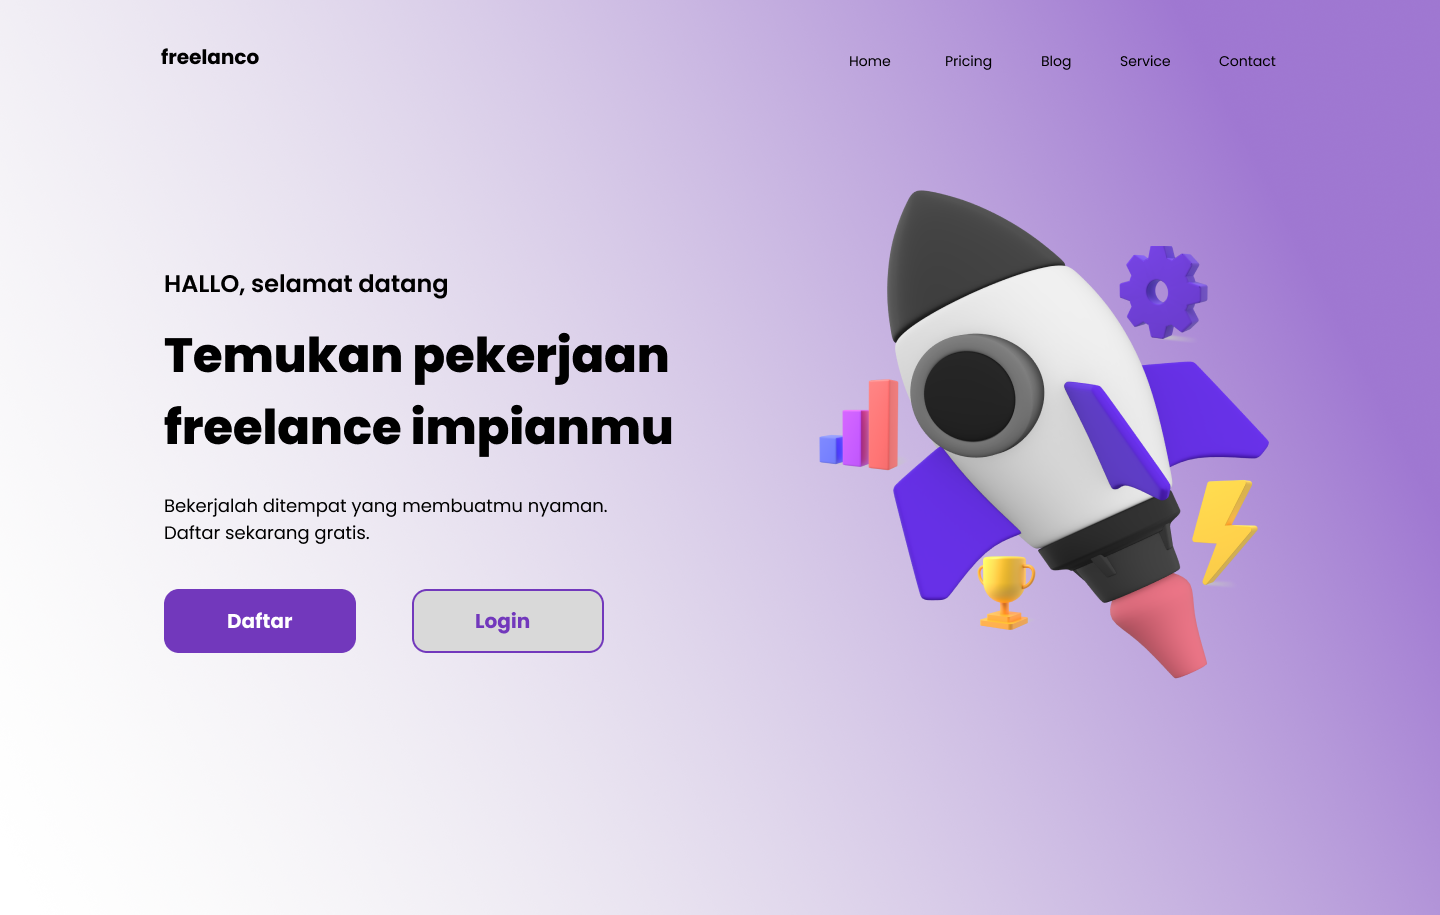 freelanco
Home Pricing Blog Service Contact
HALLO, selamat datang
Temukan pekerjaan
freelance impianmu
Bekerjalah ditempat yang membuatmu nyaman.
Daftar sekarang gratis.
Daftar Login